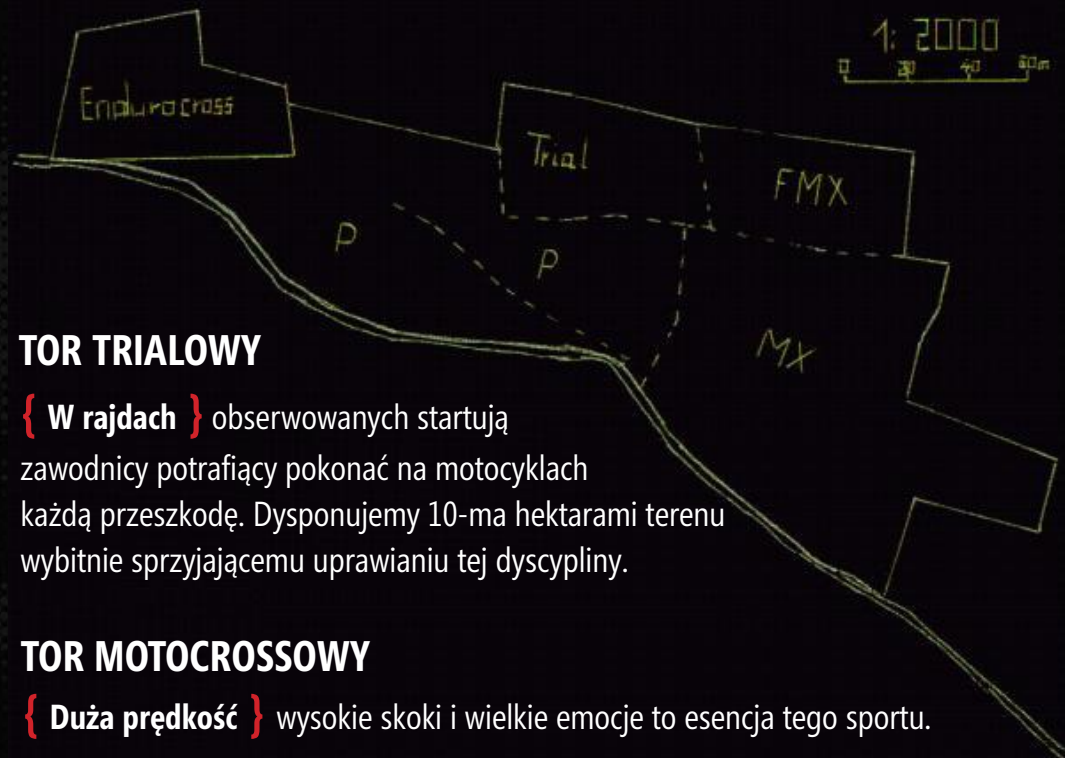 1: 2000
0 20 40 60m
Endurocross
Trial
FMX
P
P
MX
TOR TRIALOWY
{ W rajdach } obserwowanych startują
zawodnicy potrafiący pokonać na motocyklach
każdą przeszkodę. Dysponujemy 10-ma hektarami terenu
wybitnie sprzyjającemu uprawianiu tej dyscypliny.
TOR MOTOCROSSOWY
{ Duża prędkość } wysokie skoki i wielkie emocje to esencja tego sportu.